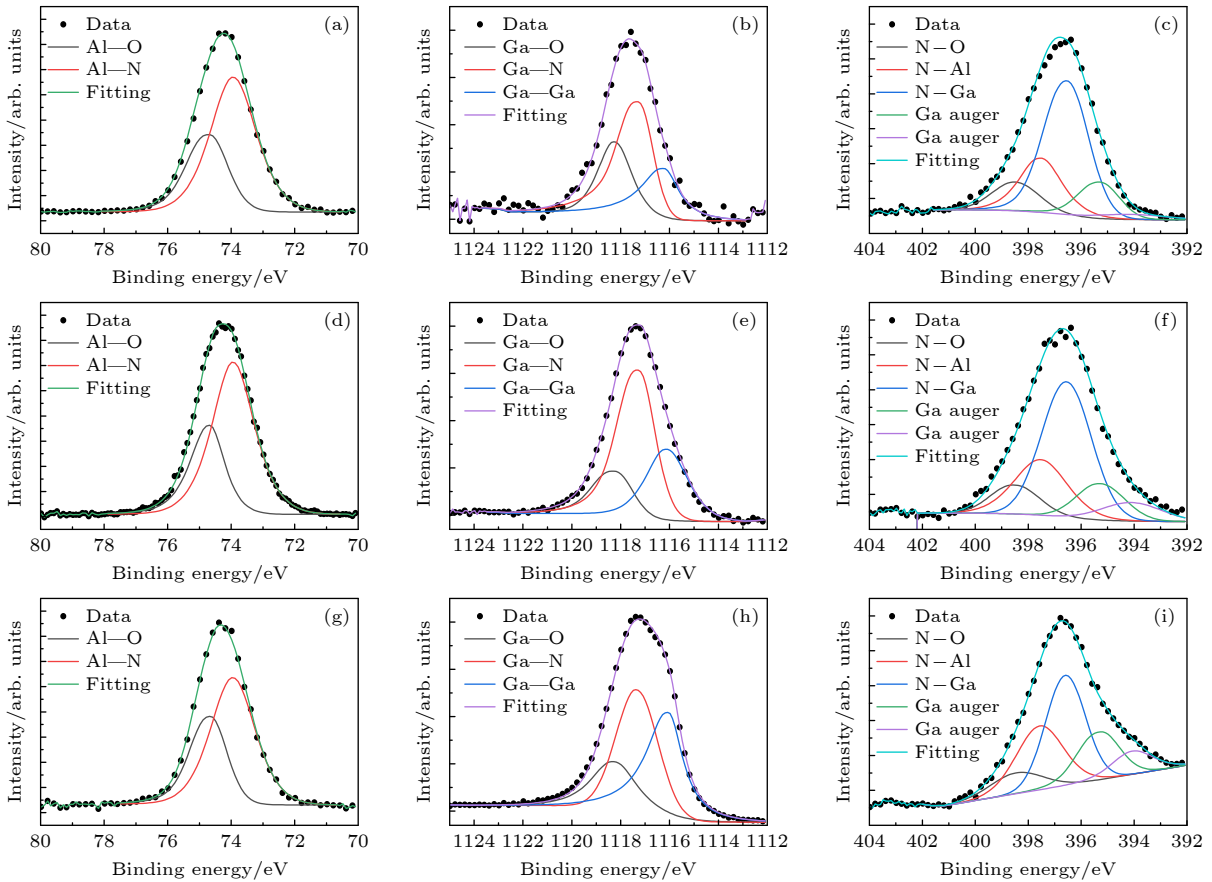 (a)
Data
Al—O
Al—N
Fitting
Intensity/arb. units
80 78 76 74 72 70
Binding energy/eV
(b)
Data
Ga—O
Ga—N
Ga—Ga
Fitting
Intensity/arb. units
1124 1122 1120 1118 1116 1114 1112
Binding energy/eV
(c)
Data
N−O
N−Al
N−Ga
Ga auger
Ga auger
Fitting
Intensity/arb. units
404 402 400 398 396 394 392
Binding energy/eV
(d)
Data
Al—O
Al—N
Fitting
Intensity/arb. units
80 78 76 74 72 70
Binding energy/eV
(e)
Data
Ga—O
Ga—N
Ga—Ga
Fitting
Intensity/arb. units
1124 1122 1120 1118 1116 1114 1112
Binding energy/eV
(f)
Data
N−O
N−Al
N−Ga
Ga auger
Ga auger
Fitting
Intensity/arb. units
404 402 400 398 396 394 392
Binding energy/eV
(g)
Data
Al—O
Al—N
Fitting
Intensity/arb. units
80 78 76 74 72 70
Binding energy/eV
(h)
Data
Ga—O
Ga—N
Ga—Ga
Fitting
Intensity/arb. units
1124 1122 1120 1118 1116 1114 1112
Binding energy/eV
(i)
Data
N−O
N−Al
N−Ga
Ga auger
Ga auger
Fitting
Intensity/arb. units
404 402 400 398 396 394 392
Binding energy/eV